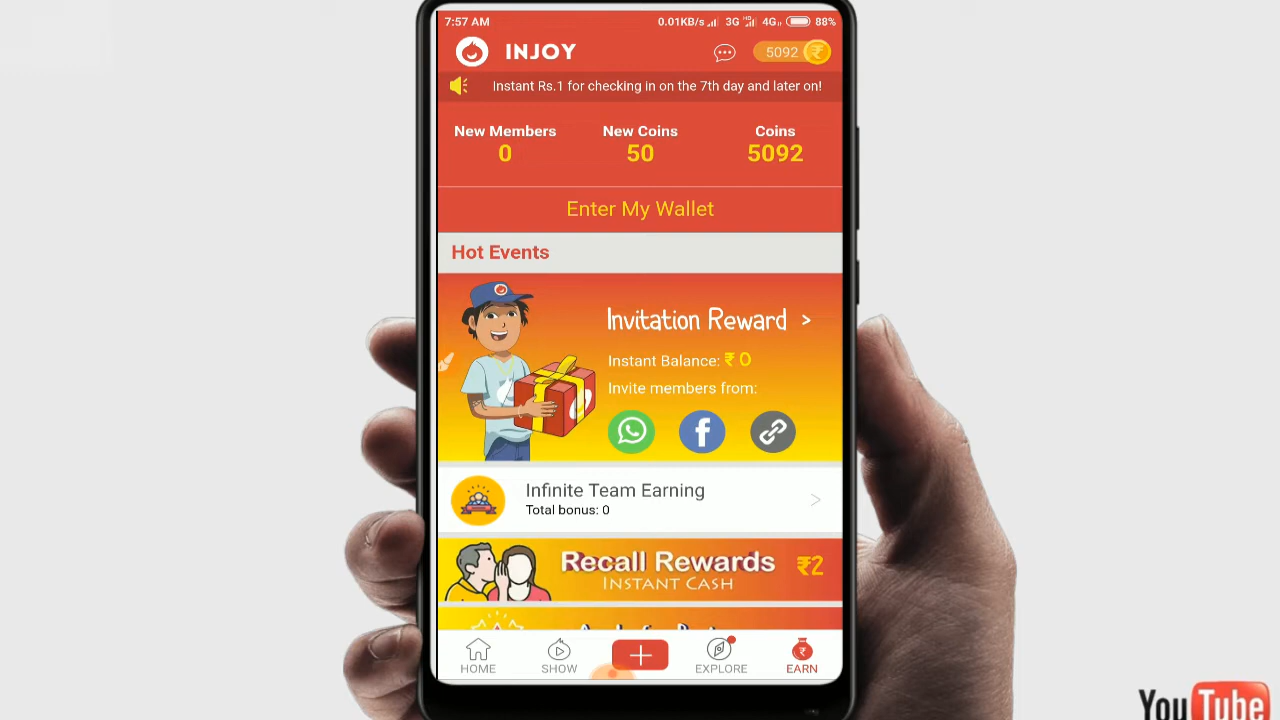 7:57 AM 0.01KB/s 3G HD 4G 88%
INJOY 5092 ₹
Instant Rs.1 for checking in on the 7th day and later on!
New Members New Coins Coins
0 50 5092
Enter My Wallet
Hot Events
Invitation Reward >
Instant Balance: ₹ 0
Invite members from:
Infinite Team Earning
Total bonus: 0
Recall Rewards ₹2
INSTANT CASH
HOME SHOW EXPLORE EARN
YouTube